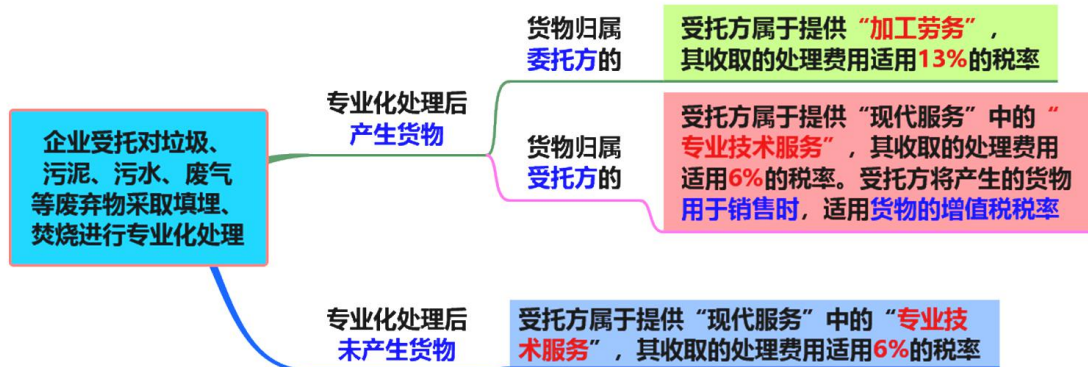 企业受托对垃圾、
污泥、污水、废气
等废弃物采取填埋、
焚烧进行专业化处理
专业化处理后
产生货物
货物归属
委托方的
受托方属于提供“加工劳务”，
其收取的处理费用适用13%的税率
货物归属
受托方的
受托方属于提供“现代服务”中的“
专业技术服务”，其收取的处理费用
适用6%的税率。受托方将产生的货物
用于销售时，适用货物的增值税税率
专业化处理后
未产生货物
受托方属于提供“现代服务”中的“专业技
术服务”，其收取的处理费用适用6%的税率